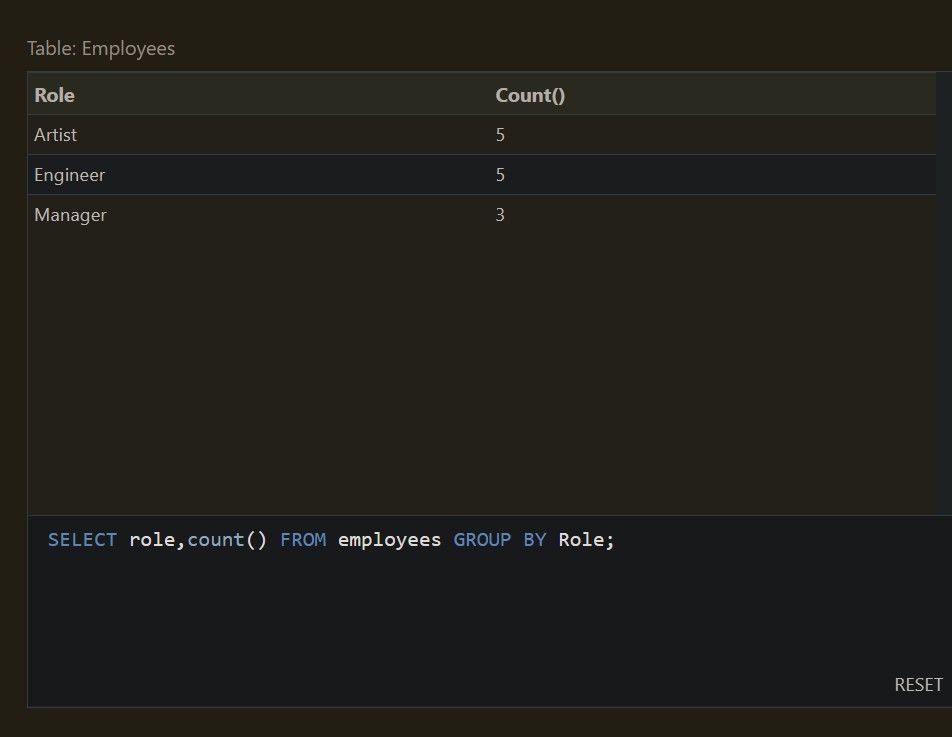 Table: Employees
Role Count()
Artist 5
Engineer 5
Manager 3
SELECT role,count() FROM employees GROUP BY Role;
RESET